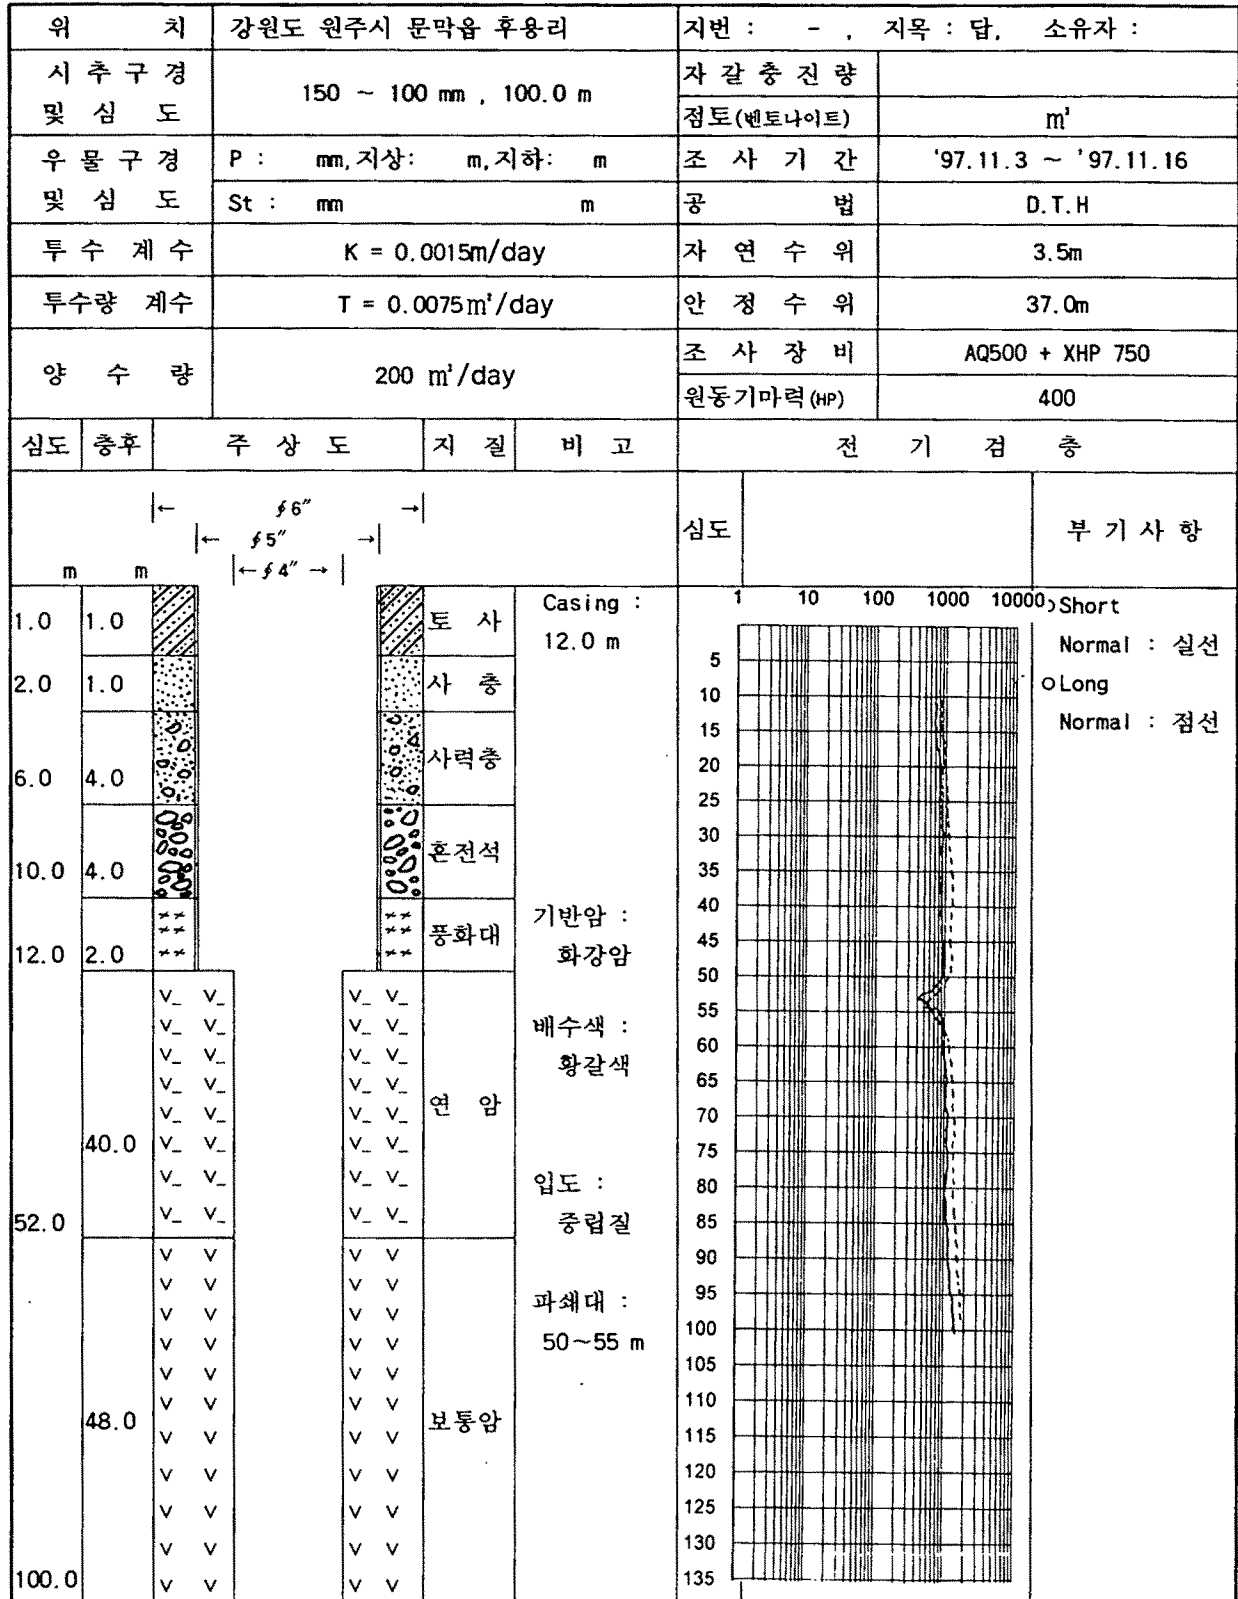 위 치 강원도 원주시 문막읍 후용리 지번 : - , 지목 : 답, 소유자 :
시 추 구 경 및 심 도 150 ~ 100 mm , 100.0 m 자 갈 충 진 량
점토(벤토나이트) m³
우 물 구 경 및 심 도 P : mm, 지상: m, 지하: m 조 사 기 간 '97.11.3 ~ '97.11.16
St : mm m 공 법 D.T.H
투 수 계 수 K = 0.0015m/day 자 연 수 위 3.5m
투수량 계수 T = 0.0075㎡/day 안 정 수 위 37.0m
양 수 량 200 m³/day 조 사 장 비 AQ500 + XHP 750
원동기마력(HP) 400
심도 층후 주 상 도 지 질 비 고 전 기 검 층
← ∮6″ →
← ∮5″ →
← ∮4″ →
m m
심도 부 기 사 항
1.0 1.0 토 사
2.0 1.0 사 층
6.0 4.0 사력층
10.0 4.0 혼전석
12.0 2.0 풍화대
40.0 연 암
52.0
48.0 보통암
100.0
Casing :
12.0 m
기반암 :
화강암
배수색 :
황갈색
입도 :
중립질
파쇄대 :
50~55 m
1 10 100 1000 10000
5
10
15
20
25
30
35
40
45
50
55
60
65
70
75
80
85
90
95
100
105
110
115
120
125
130
135
Short
Normal : 실선
Long
Normal : 점선